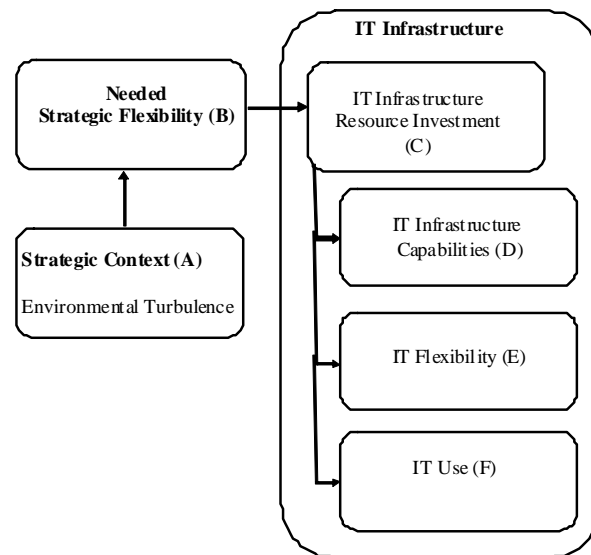 IT Infrastructure
Needed
Strategic Flexibility (B)
IT Infrastructure
Resource Investment
(C)
Strategic Context (A)
Environmental Turbulence
IT Infrastructure
Capabilities (D)
IT Flexibility (E)
IT Use (F)